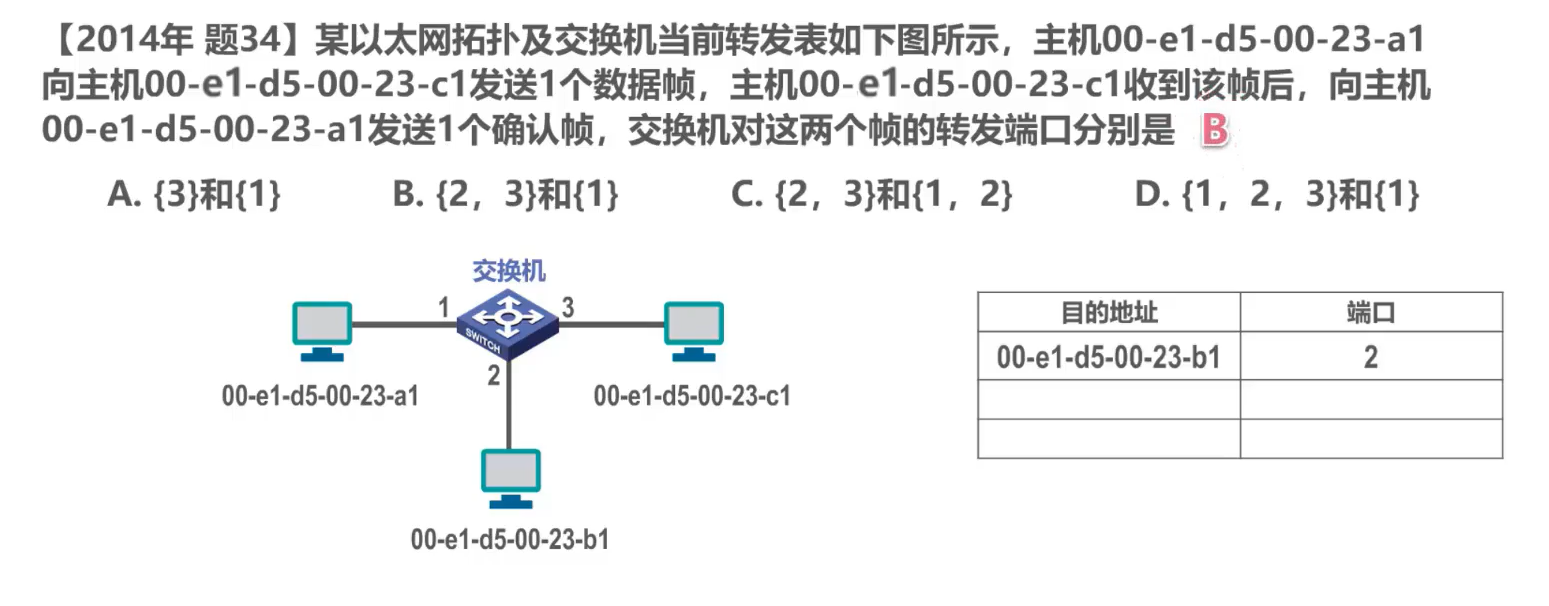 【2014年 题34】某以太网拓扑及交换机当前转发表如下图所示，主机00-e1-d5-00-23-a1
向主机00-e1-d5-00-23-c1发送1个数据帧，主机00-e1-d5-00-23-c1收到该帧后，向主机
00-e1-d5-00-23-a1发送1个确认帧，交换机对这两个帧的转发端口分别是 B
A. {3}和{1} B. {2，3}和{1} C. {2，3}和{1，2} D. {1，2，3}和{1}
交换机
1 3
SWITCH
2
00-e1-d5-00-23-a1 00-e1-d5-00-23-c1
00-e1-d5-00-23-b1
目的地址 端口
00-e1-d5-00-23-b1 2